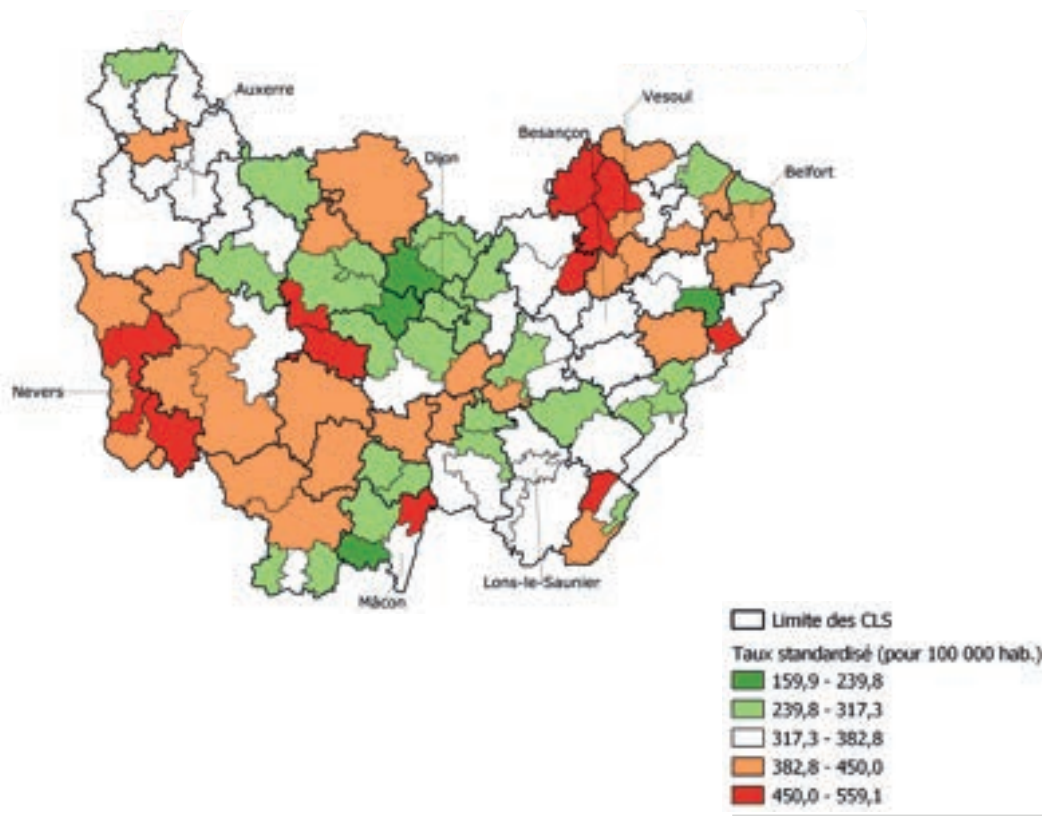 Auxerre
Vesoul
Besançon
Dijon
Belfort
Nevers
Lons-le-Saunier
Mâcon
Limite des CLS
Taux standardisé (pour 100 000 hab.)
159,9 - 239,8
239,8 - 317,3
317,3 - 382,8
382,8 - 450,0
450,0 - 559,1